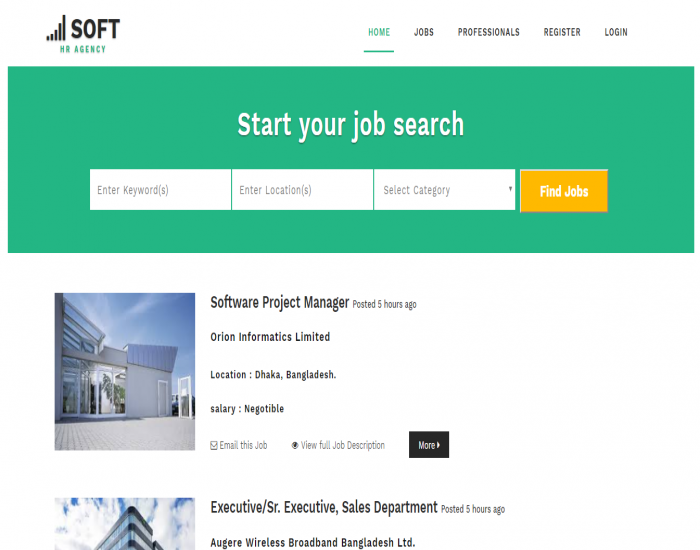 SOFT
HR AGENCY
HOME JOBS PROFESSIONALS REGISTER LOGIN
Start your job search
Enter Keyword(s) Enter Location(s) Select Category Find Jobs
Software Project Manager Posted 5 hours ago
Orion Informatics Limited
Location : Dhaka, Bangladesh.
salary : Negotible
Email this Job View full Job Description More
Executive/Sr. Executive, Sales Department Posted 5 hours ago
Augere Wireless Broadband Bangladesh Ltd.